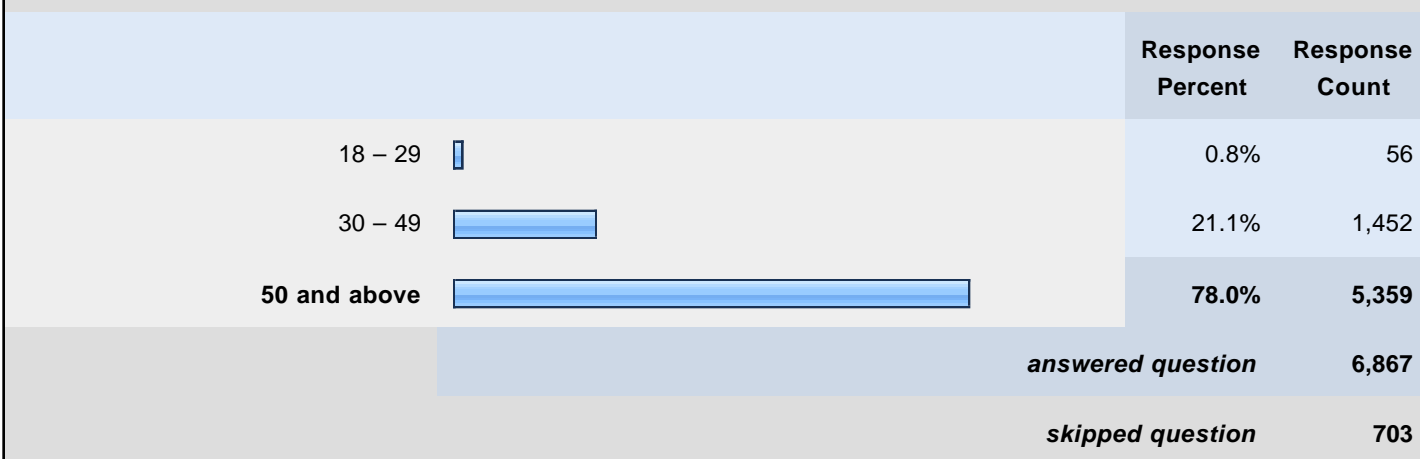 Response Response
Percent Count
18 – 29 0.8% 56
30 – 49 21.1% 1,452
50 and above 78.0% 5,359
answered question 6,867
skipped question 703